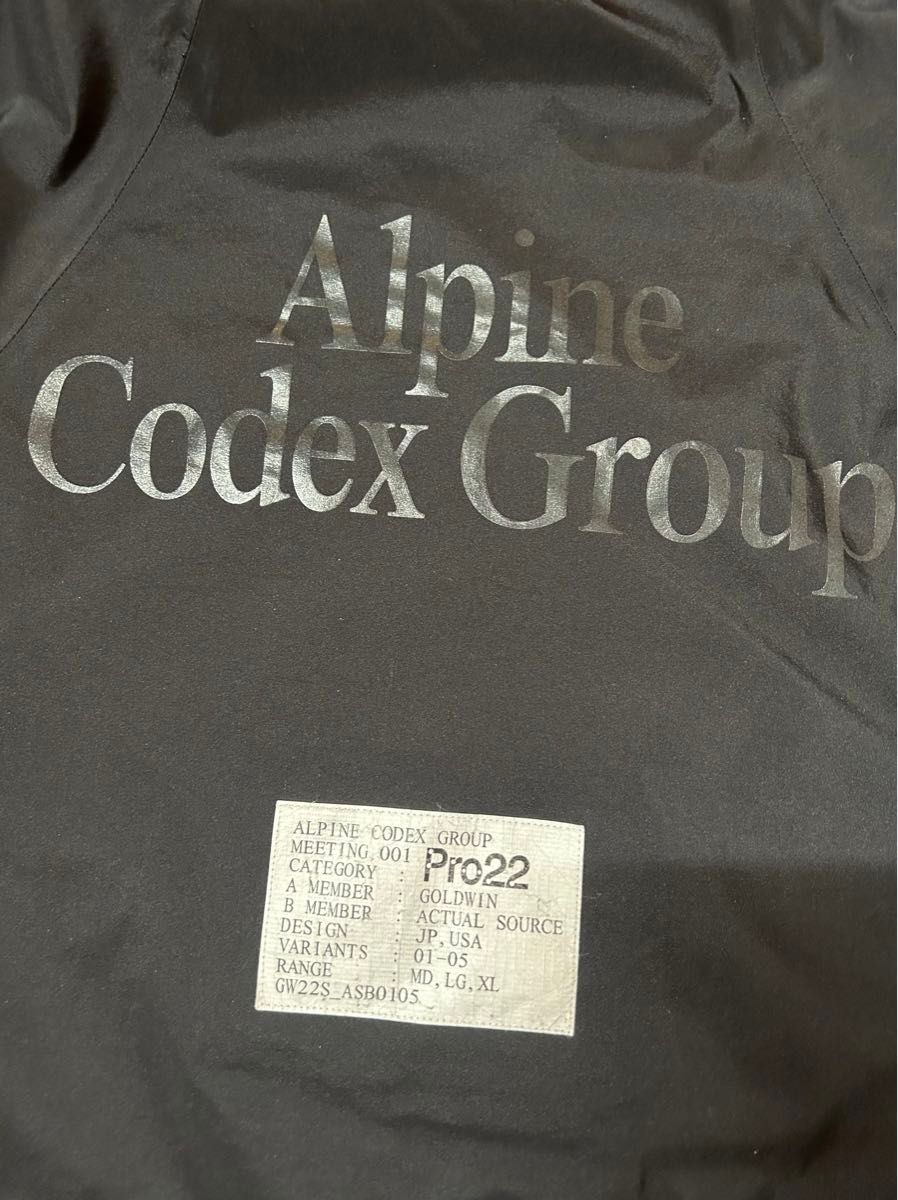 Alpine
Codex Group
ALPINE CODEX GROUP
MEETING 001
CATEGORY : Pro22
A MEMBER : GOLDWIN
B MEMBER : ACTUAL SOURCE
DESIGN : JP, USA
VARIANTS : 01-05
RANGE : MD, LG, XL
GW22S_ASB0105